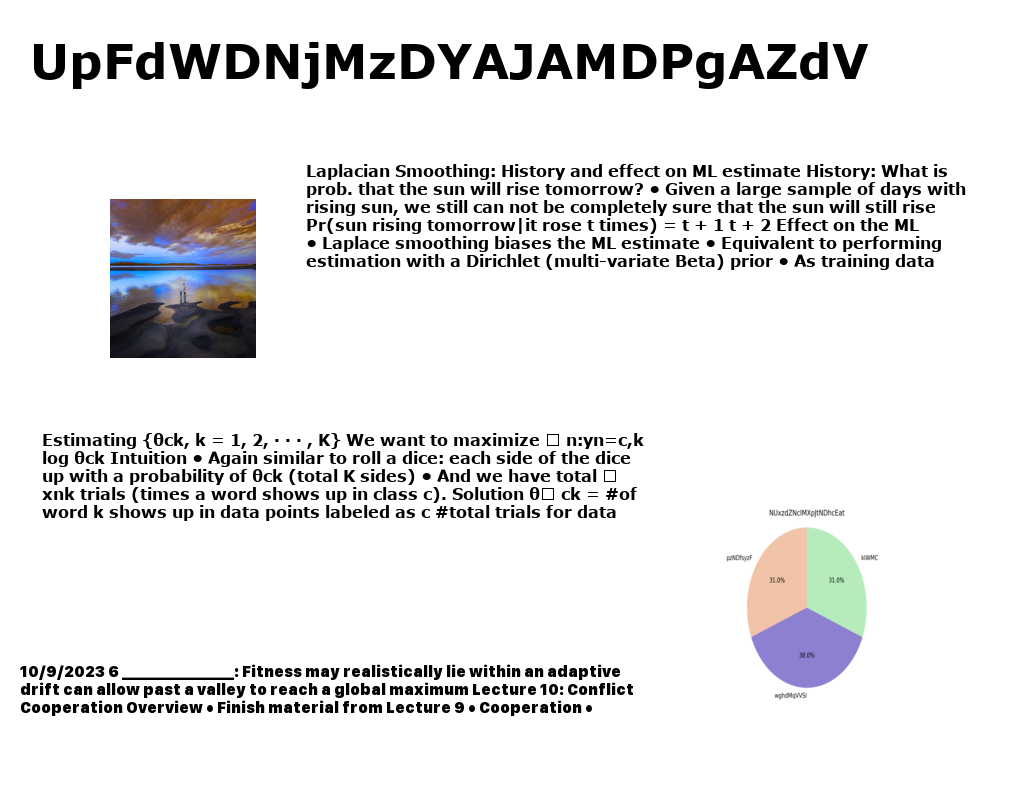 UpFdWDNjMzDYAJAMDPgAZdV
Laplacian Smoothing: History and effect on ML estimate History: What is
prob. that the sun will rise tomorrow? • Given a large sample of days with
rising sun, we still can not be completely sure that the sun will still rise
Pr(sun rising tomorrow|it rose t times) = t + 1 t + 2 Effect on the ML
• Laplace smoothing biases the ML estimate • Equivalent to performing
estimation with a Dirichlet (multi-variate Beta) prior • As training data
Estimating {θck, k = 1, 2, · · · , K} We want to maximize □ n:yn=c,k
log θck Intuition • Again similar to roll a dice: each side of the dice
up with a probability of θck (total K sides) • And we have total □
xnk trials (times a word shows up in class c). Solution θ□ ck = #of
word k shows up in data points labeled as c #total trials for data
NUxzdZNclMXpJtNDhcEat
pzNDfsyzF
kIWMC
31.0%
31.0%
38.0%
wghdMqVVSl
10/9/2023 6 ______________: Fitness may realistically lie within an adaptive
drift can allow past a valley to reach a global maximum Lecture 10: Conflict
Cooperation Overview • Finish material from Lecture 9 • Cooperation •